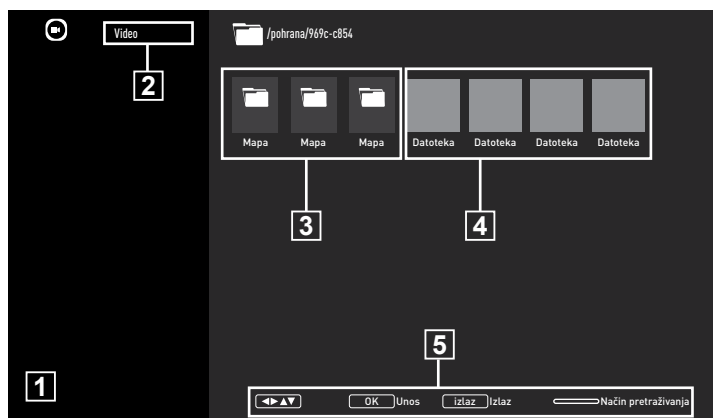 Video
/pohrana/969c-c854
2
Mapa Mapa Mapa Datoteka Datoteka Datoteka Datoteka
3 4
5
1
OK Unos izlaz Izlaz Način pretraživanja